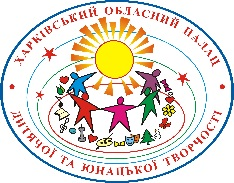 ХАРКІВСЬКИЙ ОБЛАСНИЙ ПАЛАЦ
ДИТЯЧОЇ ТА ЮНАЦЬКОЇ ТВОРЧОСТІ